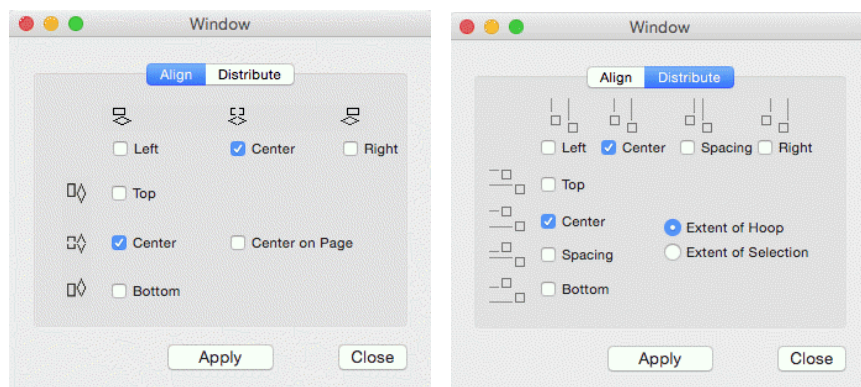 Window
Align Distribute
Left Center Right
Top
Center Center on Page
Bottom
Apply Close
Window
Align Distribute
Left Center Spacing Right
Top
Center
Extent of Hoop
Spacing Extent of Selection
Bottom
Apply Close